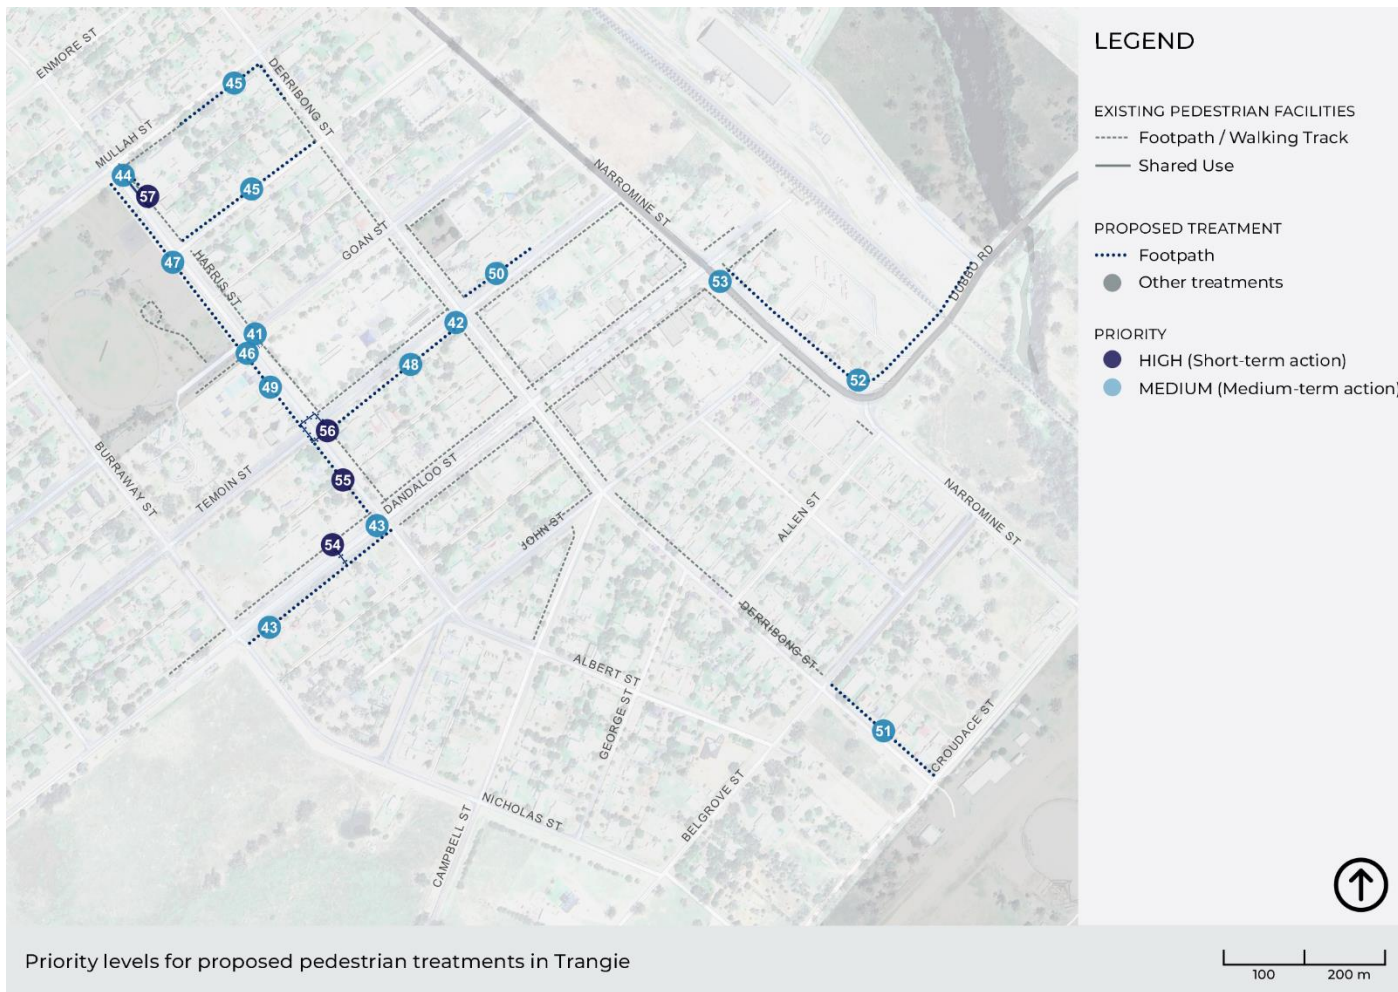 ENMORE ST
DERRIBONG ST
45
MULLAH ST
44
57
45
NARROMINE ST
GOAN ST
47
HARRIS ST
50
53
DUBBO RD
41
42
46
48
49
52
56
BURRAWAY ST
TEMOIN ST
55
DANDALOO ST
43
54
JOHN ST
ALLEN ST
NARROMINE ST
43
DERRIBONG ST
ALBERT ST
GEORGE ST
51
CROUDACE ST
NICHOLAS ST
BELGROVE ST
CAMPBELL ST
LEGEND
EXISTING PEDESTRIAN FACILITIES
Footpath / Walking Track
Shared Use
PROPOSED TREATMENT
Footpath
Other treatments
PRIORITY
HIGH (Short-term action)
MEDIUM (Medium-term action)
Priority levels for proposed pedestrian treatments in Trangie
100 200 m